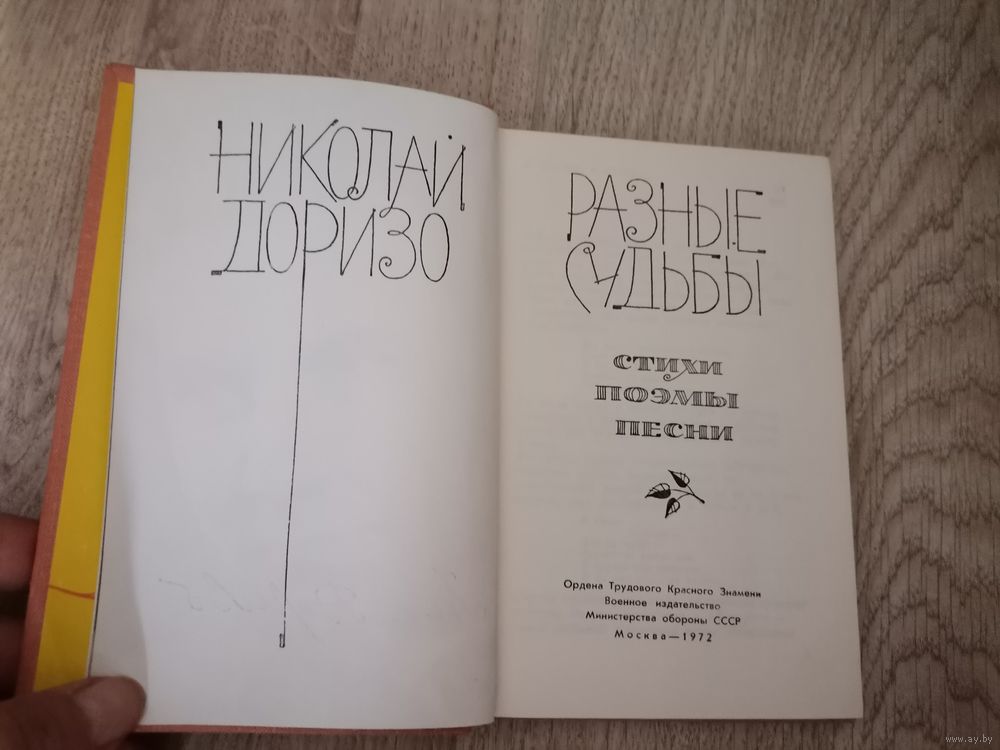 НИКОЛАЙ
ДОРИЗО
РАЗНЫЕ
СУДЬБЫ
СТИХИ
ПОЭМЫ
ПЕСНИ
Ордена Трудового Красного Знамени
Военное издательство
Министерства обороны СССР
Москва—1972
www.ay.by